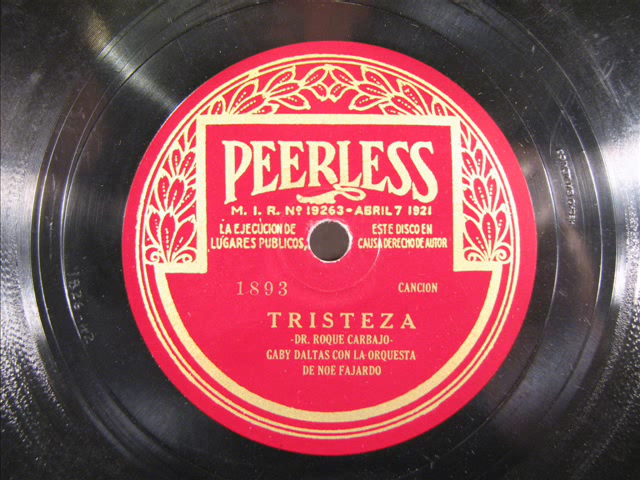 PEERLESS
M. I. R. Nº 19263-ABRIL 7 1921
LA EJECUCION DE ESTE DISCO EN
LUGARES PUBLICOS, CAUSA DERECHO DE AUTOR
1893 CANCION
TRISTEZA
-DR. ROQUE CARBAJO-
GABY DALTAS CON LA ORQUESTA
DE NOE FAJARDO